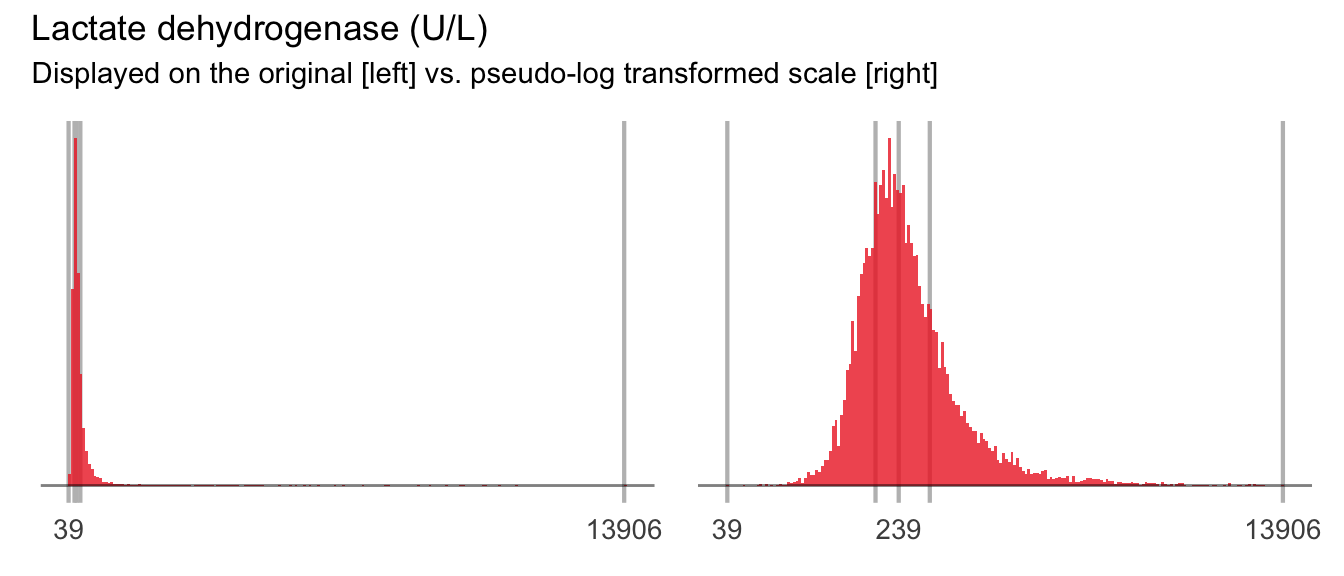 Lactate dehydrogenase (U/L)
Displayed on the original [left] vs. pseudo-log transformed scale [right]
39 13906 39 239 13906